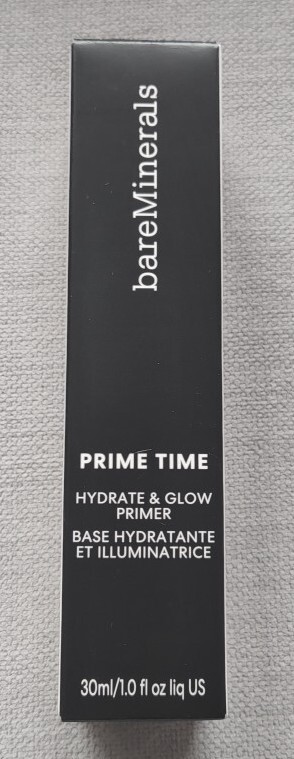 bareMinerals
PRIME TIME
HYDRATE & GLOW
PRIMER
BASE HYDRATANTE
ET ILLUMINATRICE
30ml/1.0 fl oz liq US